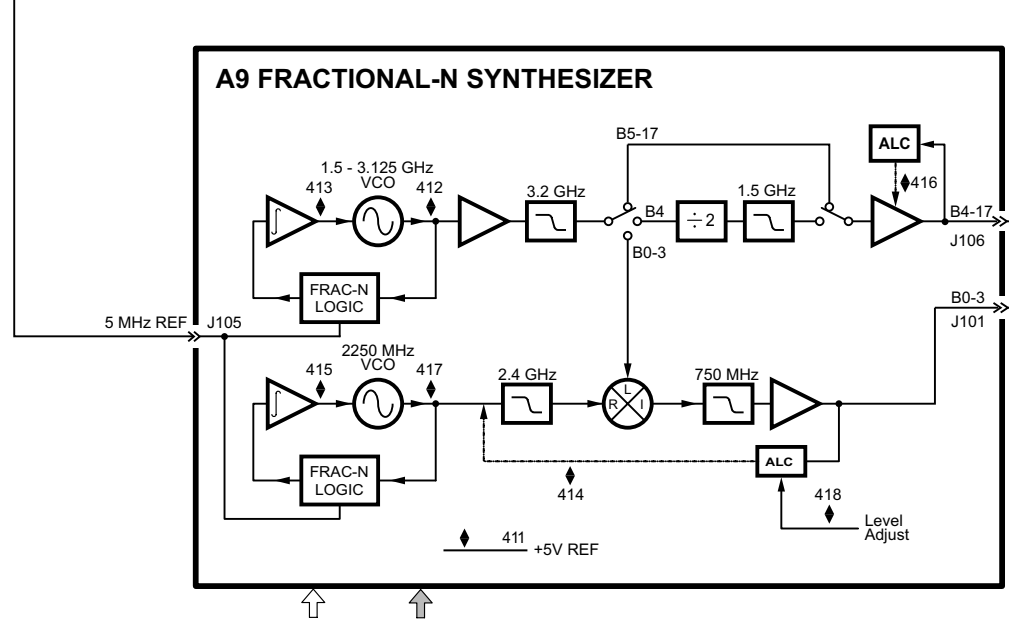 A9 FRACTIONAL-N SYNTHESIZER
B5-17
ALC
1.5 - 3.125 GHz
VCO
413
412
3.2 GHz
1.5 GHz
416
B4
÷2
B4-17
J106
B0-3
∫
FRAC-N
LOGIC
B0-3
5 MHz REF
J105
J101
2250 MHz
VCO
415
417
2.4 GHz
750 MHz
L
R
I
∫
FRAC-N
LOGIC
ALC
414
418
Level
Adjust
411
+5V REF